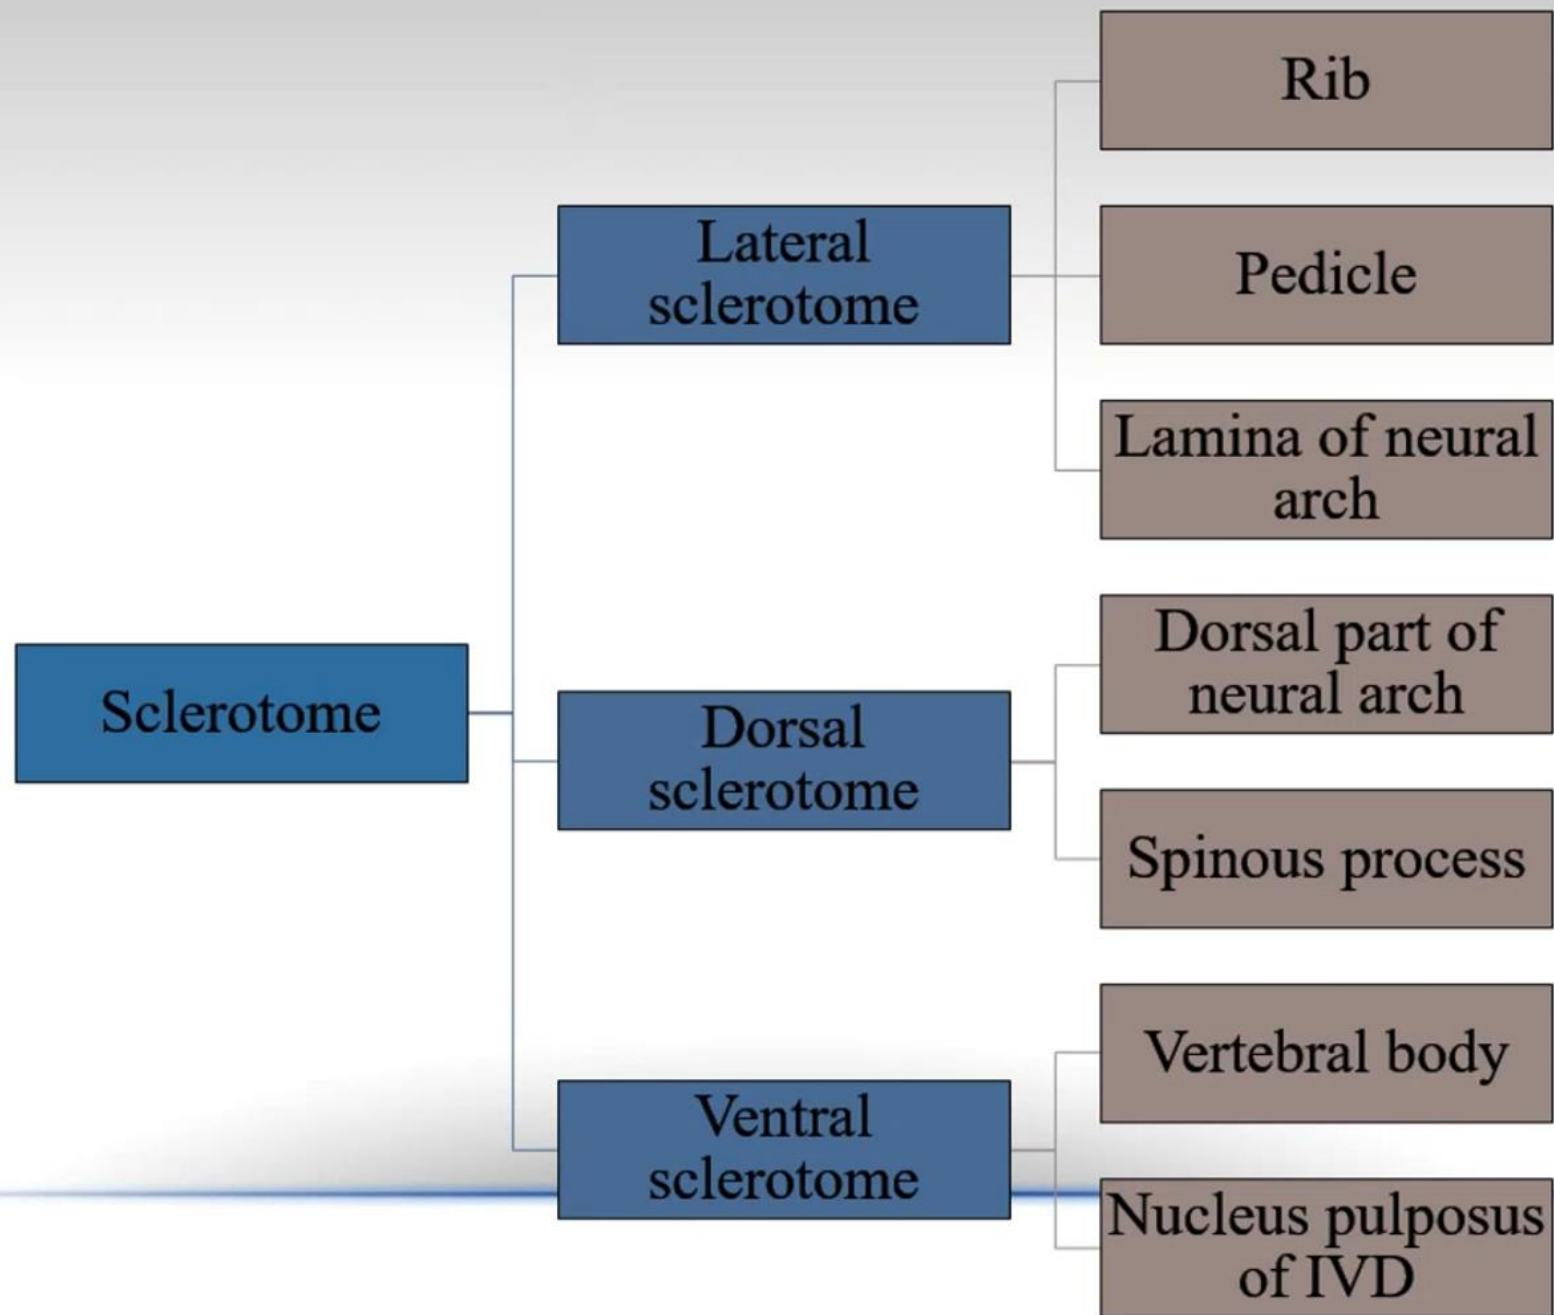 Rib
Lateral
sclerotome
Pedicle
Lamina of neural
arch
Sclerotome
Dorsal
sclerotome
Dorsal part of
neural arch
Spinous process
Ventral
sclerotome
Vertebral body
Nucleus pulposus
of IVD